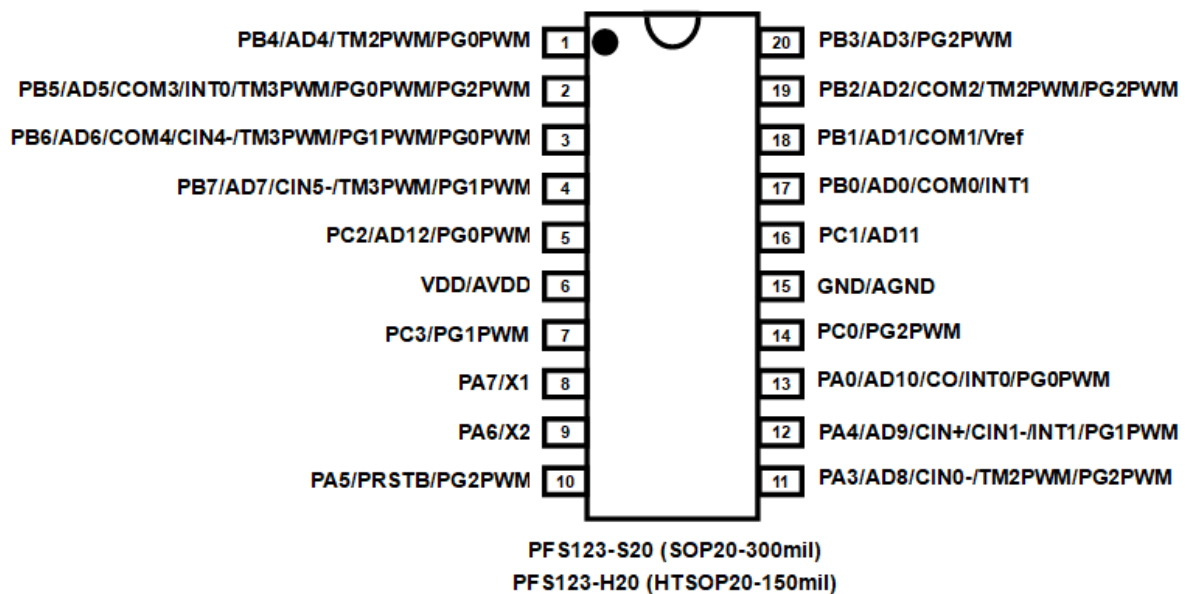 PB4/AD4/TM2PWM/PG0PWM 1 20 PB3/AD3/PG2PWM
PB5/AD5/COM3/INT0/TM3PWM/PG0PWM/PG2PWM 2 19 PB2/AD2/COM2/TM2PWM/PG2PWM
PB6/AD6/COM4/CIN4-/TM3PWM/PG1PWM/PG0PWM 3 18 PB1/AD1/COM1/Vref
PB7/AD7/CIN5-/TM3PWM/PG1PWM 4 17 PB0/AD0/COM0/INT1
PC2/AD12/PG0PWM 5 16 PC1/AD11
VDD/AVDD 6 15 GND/AGND
PC3/PG1PWM 7 14 PC0/PG2PWM
PA7/X1 8 13 PA0/AD10/CO/INT0/PG0PWM
PA6/X2 9 12 PA4/AD9/CIN+/CIN1-/INT1/PG1PWM
PA5/PRSTB/PG2PWM 10 11 PA3/AD8/CIN0-/TM2PWM/PG2PWM
PFS123-S20 (SOP20-300mil)
PFS123-H20 (HTSOP20-150mil)